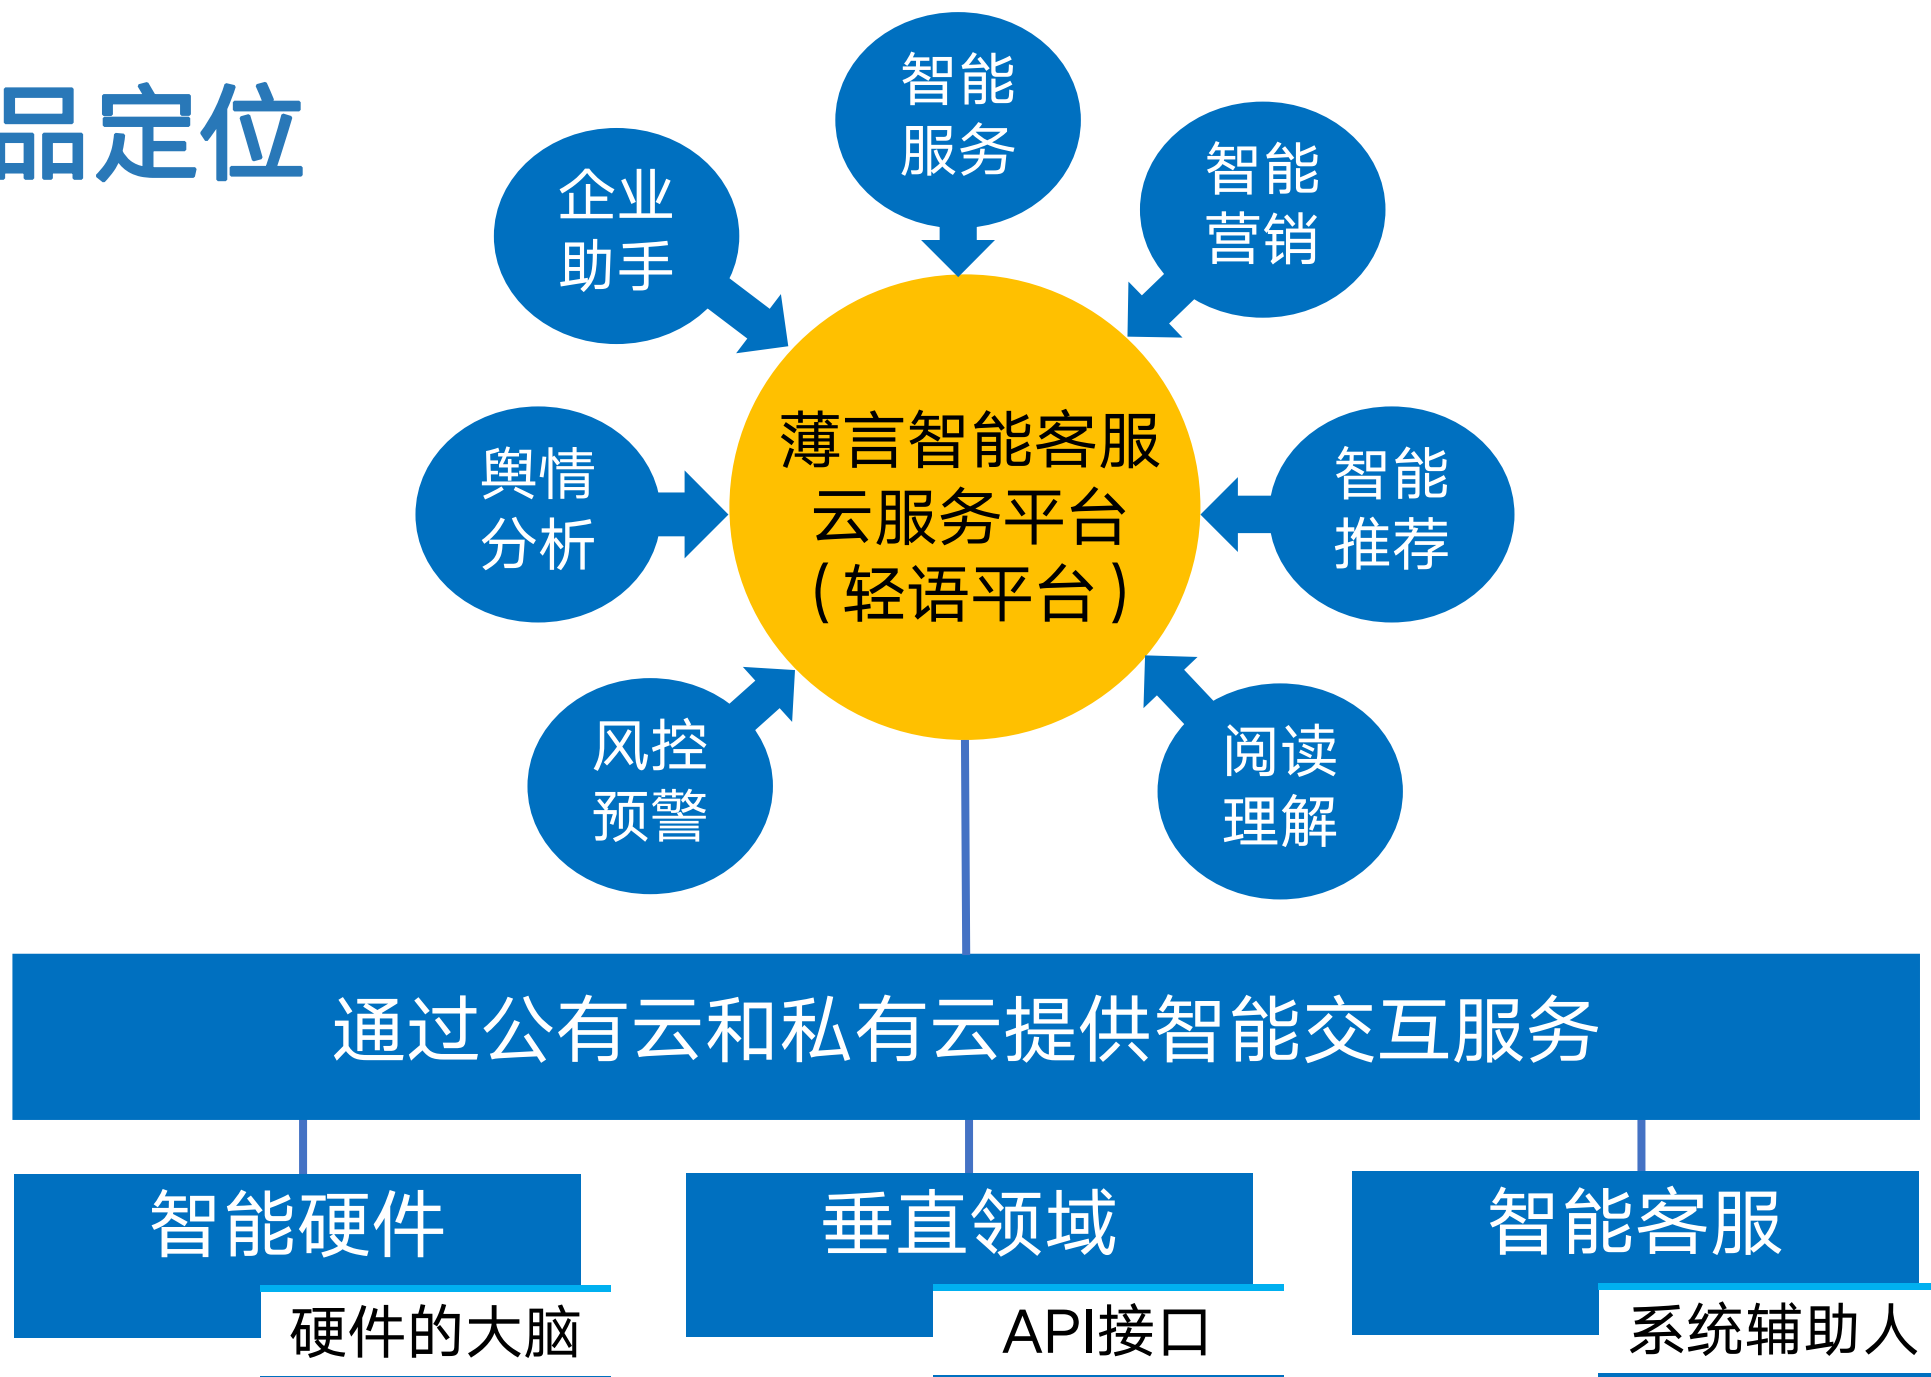 品定位
智能
服务
企业
助手
智能
营销
舆情
分析
薄言智能客服
云服务平台
(轻语平台)
智能
推荐
风控
预警
阅读
理解
通过公有云和私有云提供智能交互服务
智能硬件
垂直领域
智能客服
硬件的大脑
API接口
系统辅助人